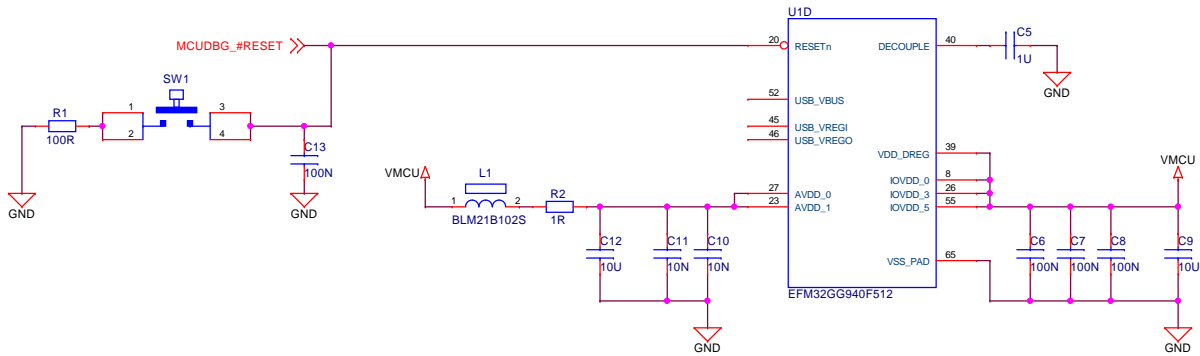 U1D
MCUDBG_#RESET
20
RESETn
DECOUPLE
40
C5
1U
GND
SW1
R1
100R
1
2
3
4
C13
100N
GND
GND
52
USB_VBUS
45
USB_VREGI
46
USB_VREGO
VDD_DREG
39
IOVDD_0
8
IOVDD_3
26
IOVDD_5
55
VMCU
VMCU
L1
1
2
BLM21B102S
R2
1R
27
AVDD_0
23
AVDD_1
C12
10U
C11
10N
C10
10N
GND
VSS_PAD
65
C6
100N
C7
100N
C8
100N
C9
10U
GND
EFM32GG940F512